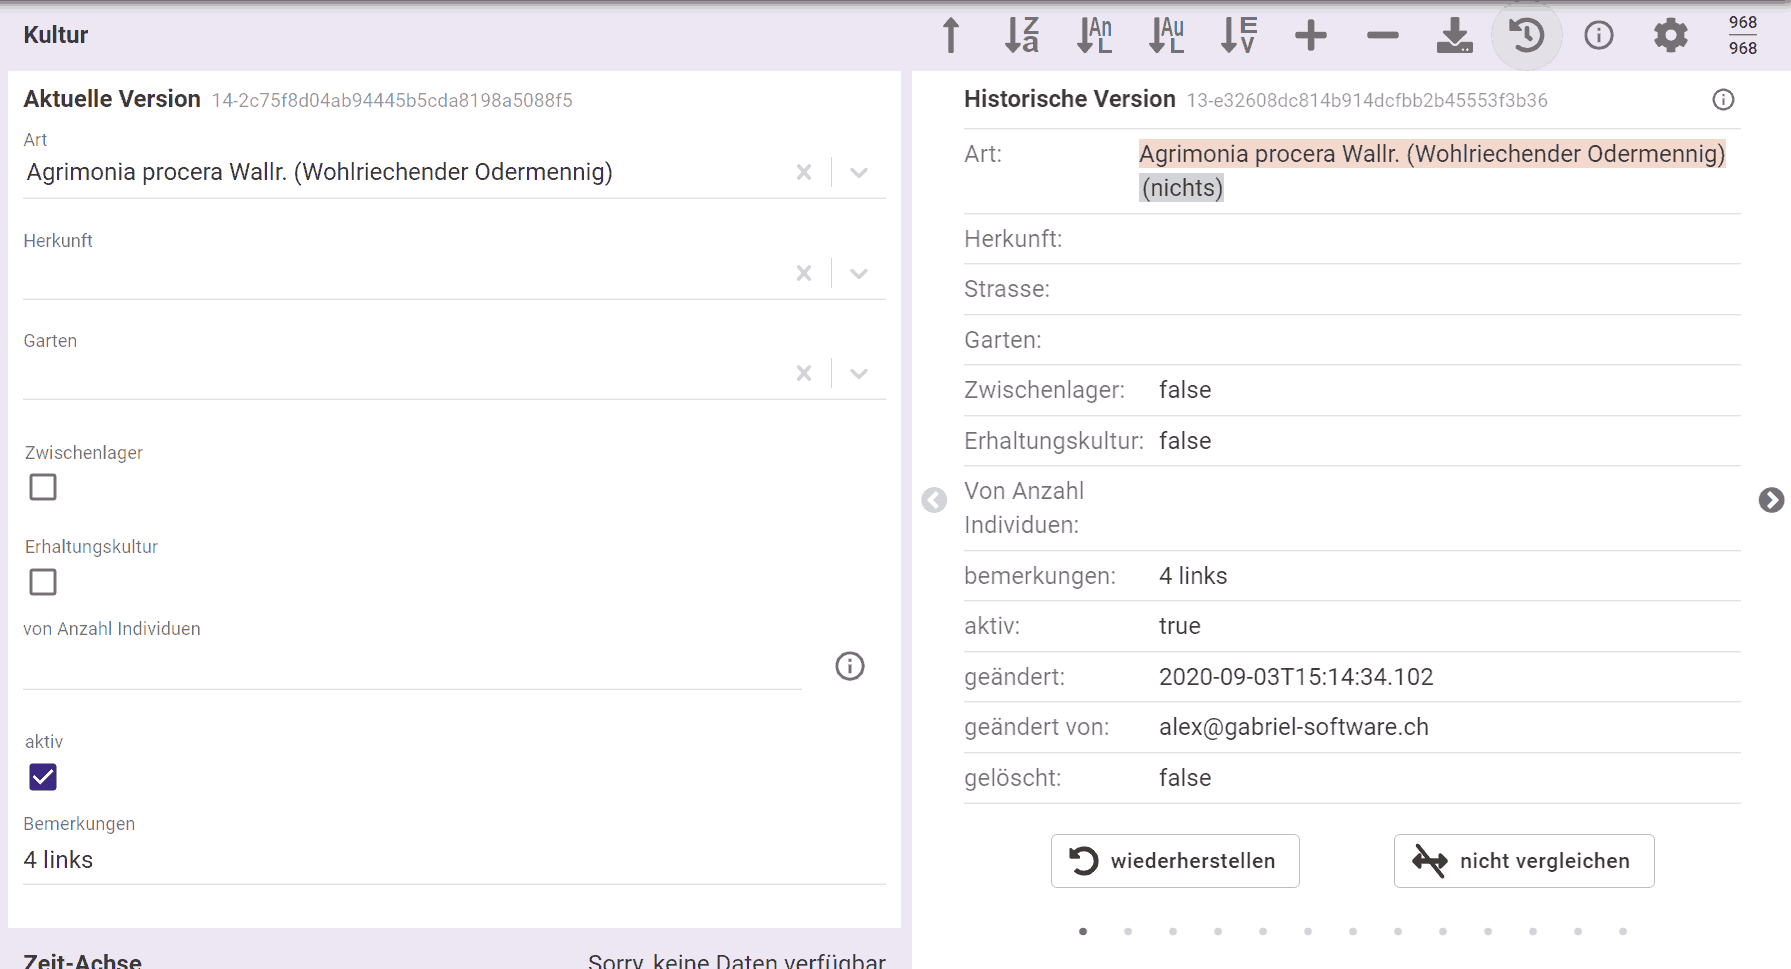 Kultur
Za
An L
Au L
E V
968
968
Aktuelle Version 14-2c75f8d04ab94445b5cda8198a5088f5
Art
Agrimonia procera Wallr. (Wohlriechender Odermennig)
Herkunft
Garten
Zwischenlager
Erhaltungskultur
von Anzahl Individuen
aktiv
Bemerkungen
4 links
Zeit-Achse
Sorry, keine Daten verfügbar
Historische Version 13-e32608dc814b914dcfbb2b45553f3b36
Art: Agrimonia procera Wallr. (Wohlriechender Odermennig)
(nichts)
Herkunft:
Strasse:
Garten:
Zwischenlager: false
Erhaltungskultur: false
Von Anzahl
Individuen:
bemerkungen: 4 links
aktiv: true
geändert: 2020-09-03T15:14:34.102
geändert von: alex@gabriel-software.ch
gelöscht: false
wiederherstellen
nicht vergleichen